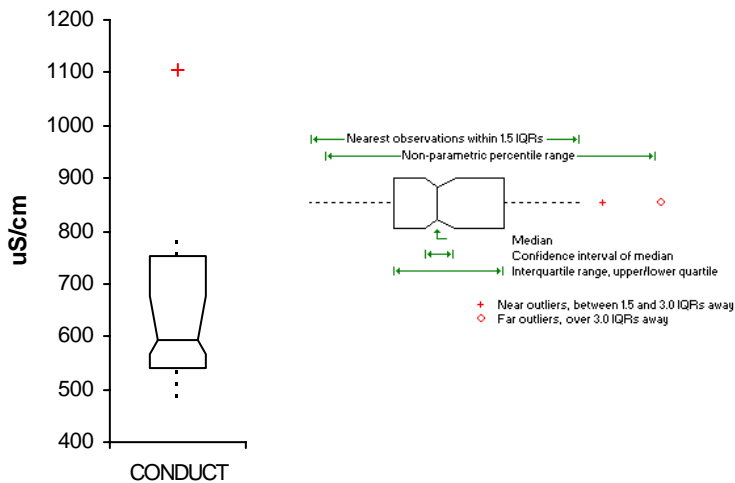 1200
1100
1000
900
800
700
600
500
400
uS/cm
CONDUCT
Nearest observations within 1.5 IQRs
Non-parametric percentile range
Median
Confidence interval of median
Interquartile range, upper/lower quartile
+ Near outliers, between 1.5 and 3.0 IQRs away
Far outliers, over 3.0 IQRs away